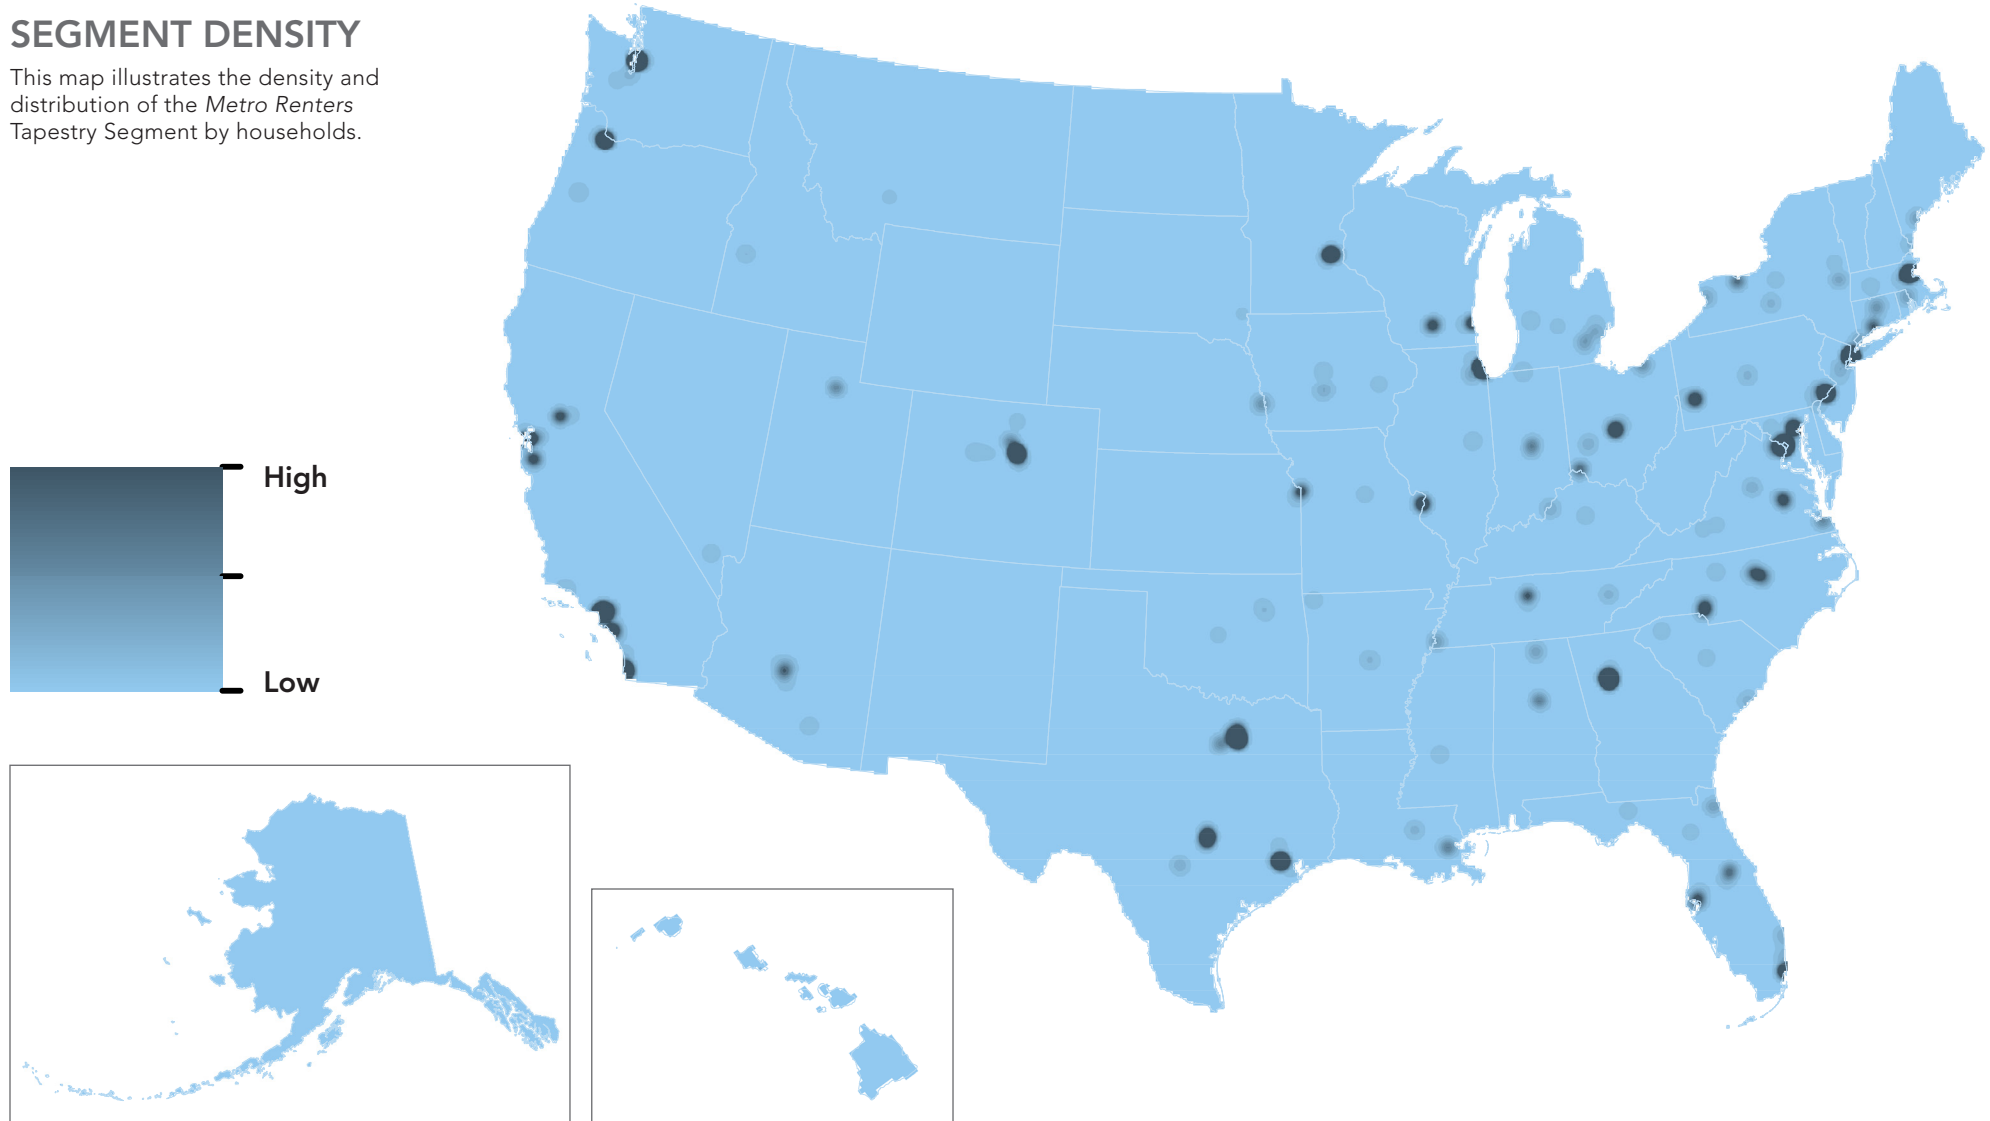 SEGMENT DENSITY
This map illustrates the density and
distribution of the Metro Renters
Tapestry Segment by households.
High
Low